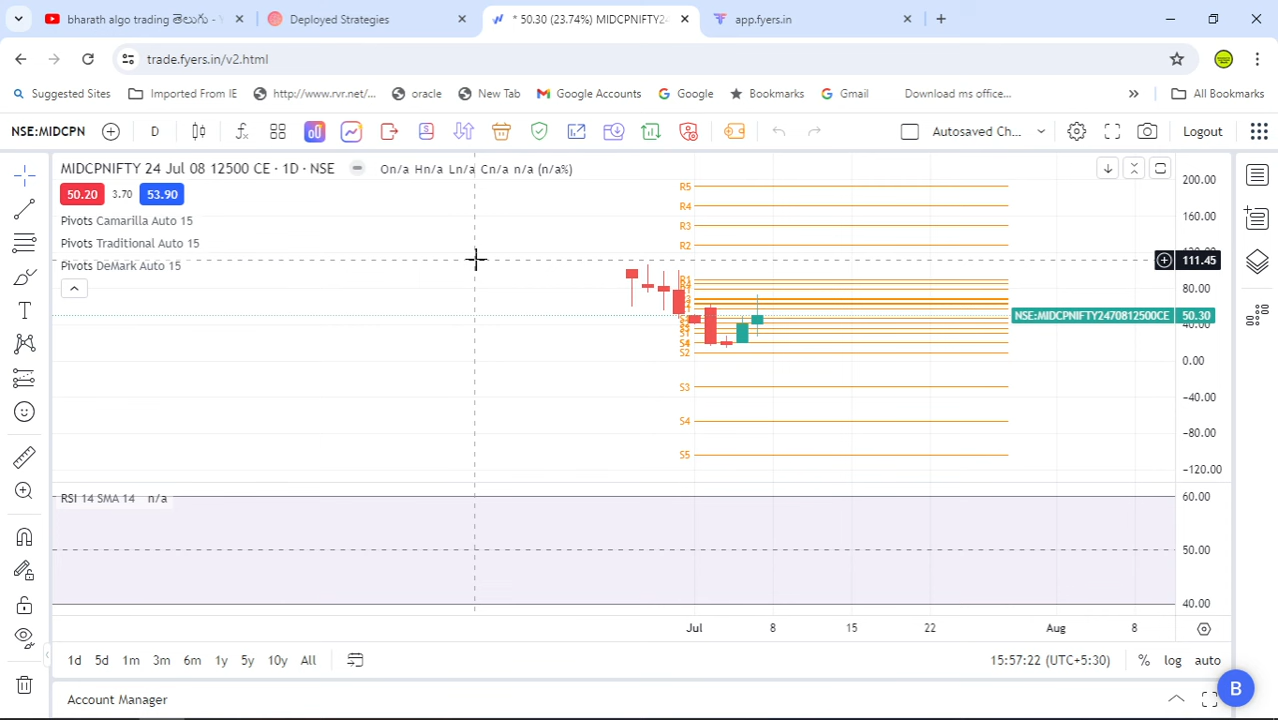 bharath algo trading తెలుగు - Y
Deployed Strategies
* 50.30 (23.74%) MIDCPNIFTY2
app.fyers.in
trade.fyers.in/v2.html
Suggested Sites
Imported From IE
http://www.rvr.net/...
oracle
New Tab
Google Accounts
Google
Bookmarks
Gmail
Download ms office...
All Bookmarks
NSE:MIDCPN
D
Autosaved Ch...
Logout
MIDCPNIFTY 24 Jul 08 12500 CE · 1D · NSE
On/a Hn/a Ln/a Cn/a n/a (n/a%)
50.20
3.70
53.90
Pivots Camarilla Auto 15
Pivots Traditional Auto 15
Pivots DeMark Auto 15
R5
R4
R3
R2
R1
S2
S3
S4
S5
200.00
160.00
111.45
80.00
NSE:MIDCPNIFTY2470812500CE 50.30
40.00
0.00
−40.00
−80.00
−120.00
RSI 14 SMA 14 n/a
60.00
50.00
40.00
Jul
8
15
22
Aug
8
1d
5d
1m
3m
6m
1y
5y
10y
All
15:57:22 (UTC+5:30)
%
log
auto
Account Manager
B